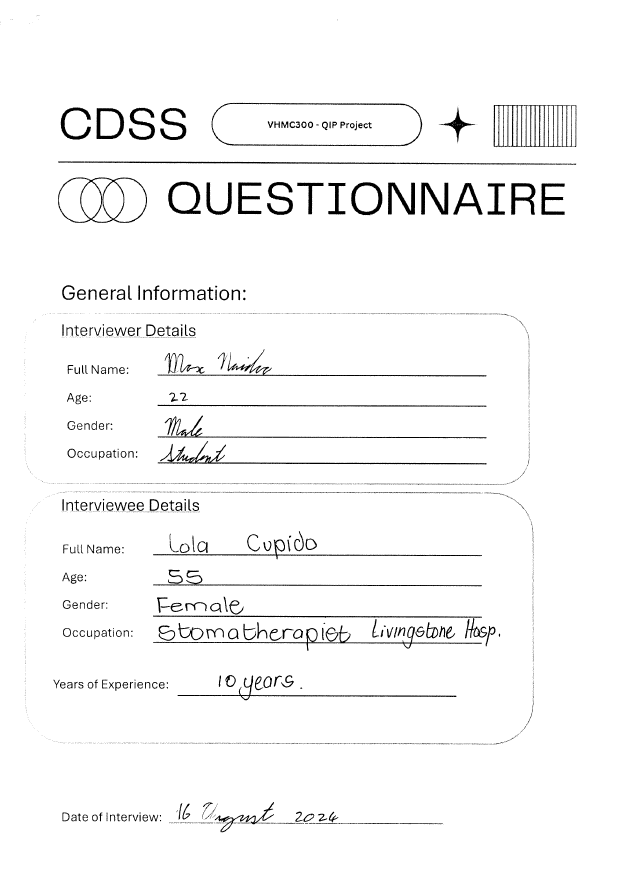 CDSS
VHMC300 - QIP Project
QUESTIONNAIRE
General Information:
Interviewer Details
Full Name: Max Naidoo
Age: 22
Gender: Male
Occupation: Student
Interviewee Details
Full Name: Lola Cupido
Age: 55
Gender: Female
Occupation: Stomatherapist Livingstone Hosp.
Years of Experience: 10 years.
Date of Interview: 16 August 2024